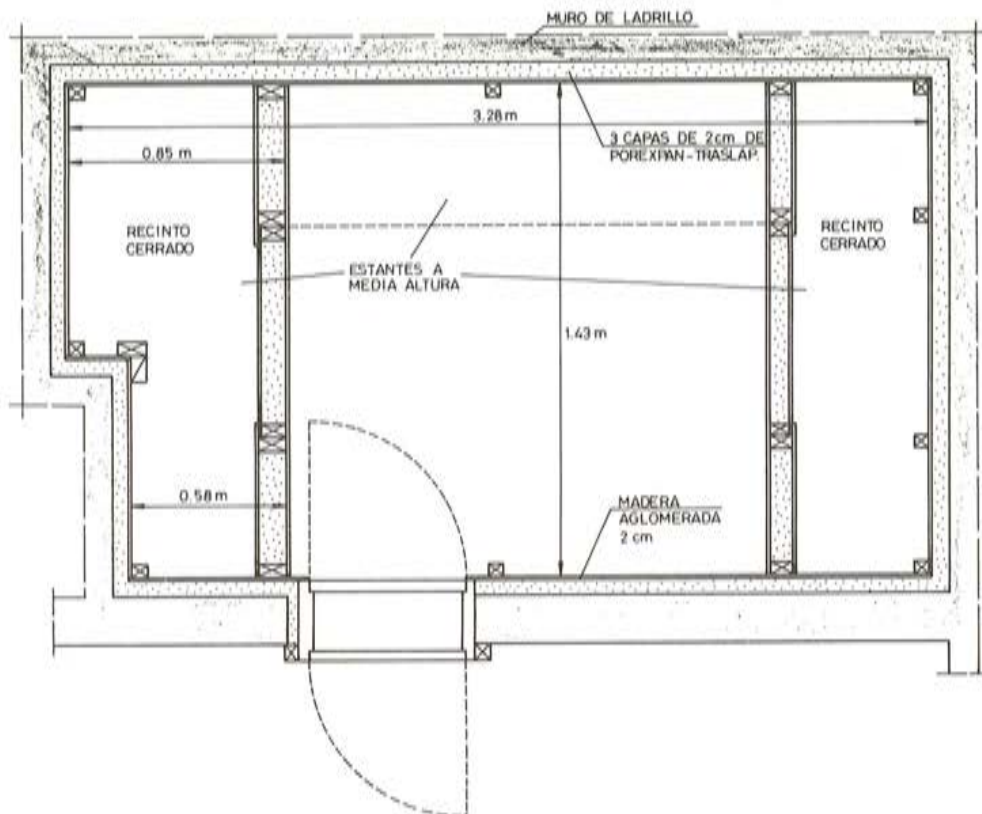 MURO DE LADRILLO
3.28 m
3 CAPAS DE 2cm DE
POREXPAN-TRASLAP.
0.85 m
RECINTO
CERRADO
RECINTO
CERRADO
ESTANTES A
MEDIA ALTURA
1.43 m
0.58 m
MADERA
AGLOMERADA
2 cm